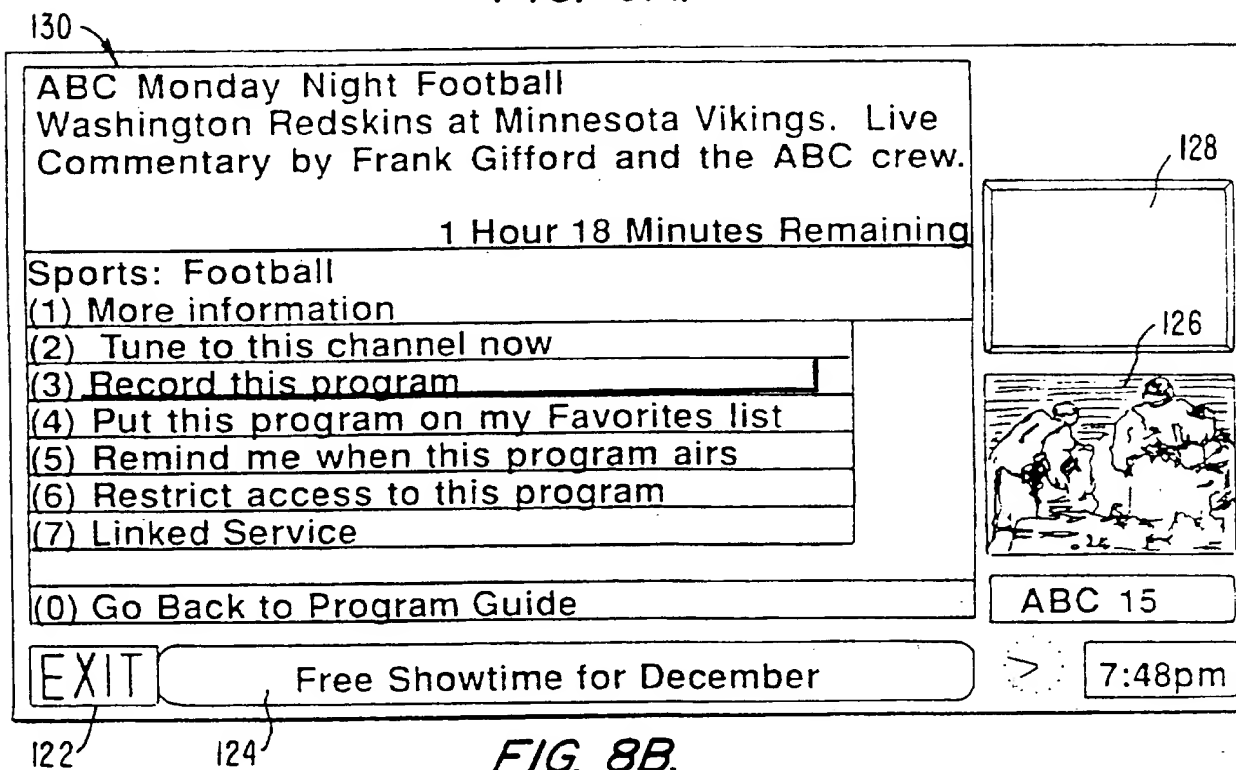 130
ABC Monday Night Football
Washington Redskins at Minnesota Vikings. Live
Commentary by Frank Gifford and the ABC crew.
1 Hour 18 Minutes Remaining
128
Sports: Football
(1) More information
(2) Tune to this channel now
126
(3) Record this program
(4) Put this program on my Favorites list
(5) Remind me when this program airs
(6) Restrict access to this program
(7) Linked Service
(0) Go Back to Program Guide
ABC 15
EXIT
Free Showtime for December
7:48pm
122
124
FIG. 8B.